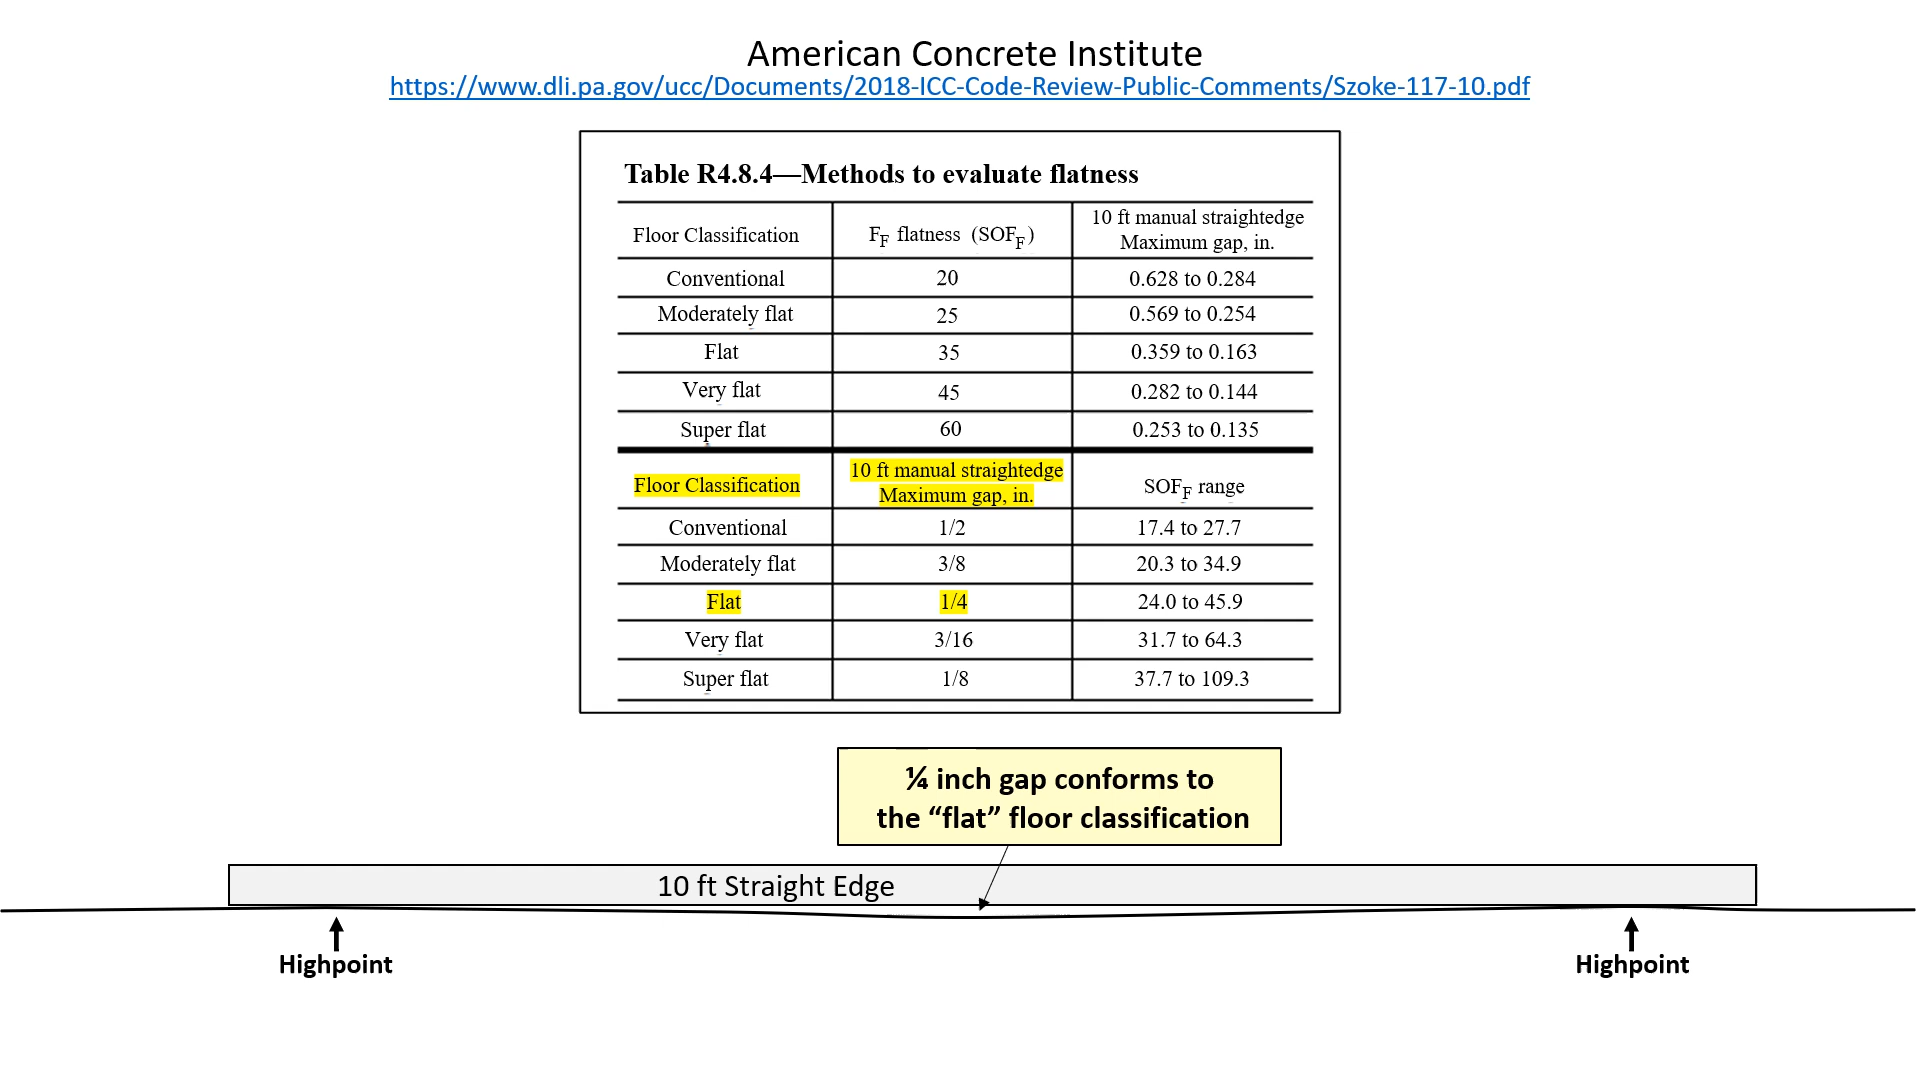 American Concrete Institute
https://www.dli.pa.gov/ucc/Documents/2018-ICC-Code-Review-Public-Comments/Szoke-117-10.pdf
Table R4.8.4—Methods to evaluate flatness
Floor Classification
FF flatness (SOFF)
10 ft manual straightedge
Maximum gap, in.
Conventional 20 0.628 to 0.284
Moderately flat 25 0.569 to 0.254
Flat 35 0.359 to 0.163
Very flat 45 0.282 to 0.144
Super flat 60 0.253 to 0.135
Floor Classification
10 ft manual straightedge
Maximum gap, in.
SOFF range
Conventional 1/2 17.4 to 27.7
Moderately flat 3/8 20.3 to 34.9
Flat 1/4 24.0 to 45.9
Very flat 3/16 31.7 to 64.3
Super flat 1/8 37.7 to 109.3
¼ inch gap conforms to
the “flat” floor classification
10 ft Straight Edge
Highpoint Highpoint